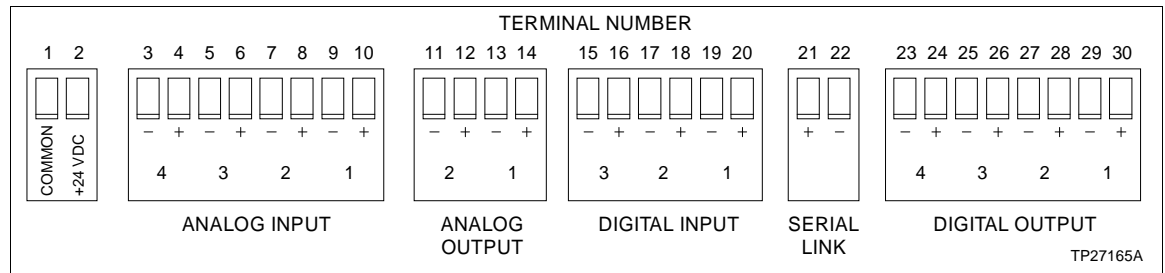 TERMINAL NUMBER
1 2 3 4 5 6 7 8 9 10 11 12 13 14 15 16 17 18 19 20 21 22 23 24 25 26 27 28 29 30
COMMON
+24 VDC
− + − + − + − + − + − + − + − + − + + − − + − + − + − +
4 3 2 1 2 1 3 2 1 4 3 2 1
ANALOG INPUT
ANALOG
OUTPUT
DIGITAL INPUT
SERIAL
LINK
DIGITAL OUTPUT
TP27165A